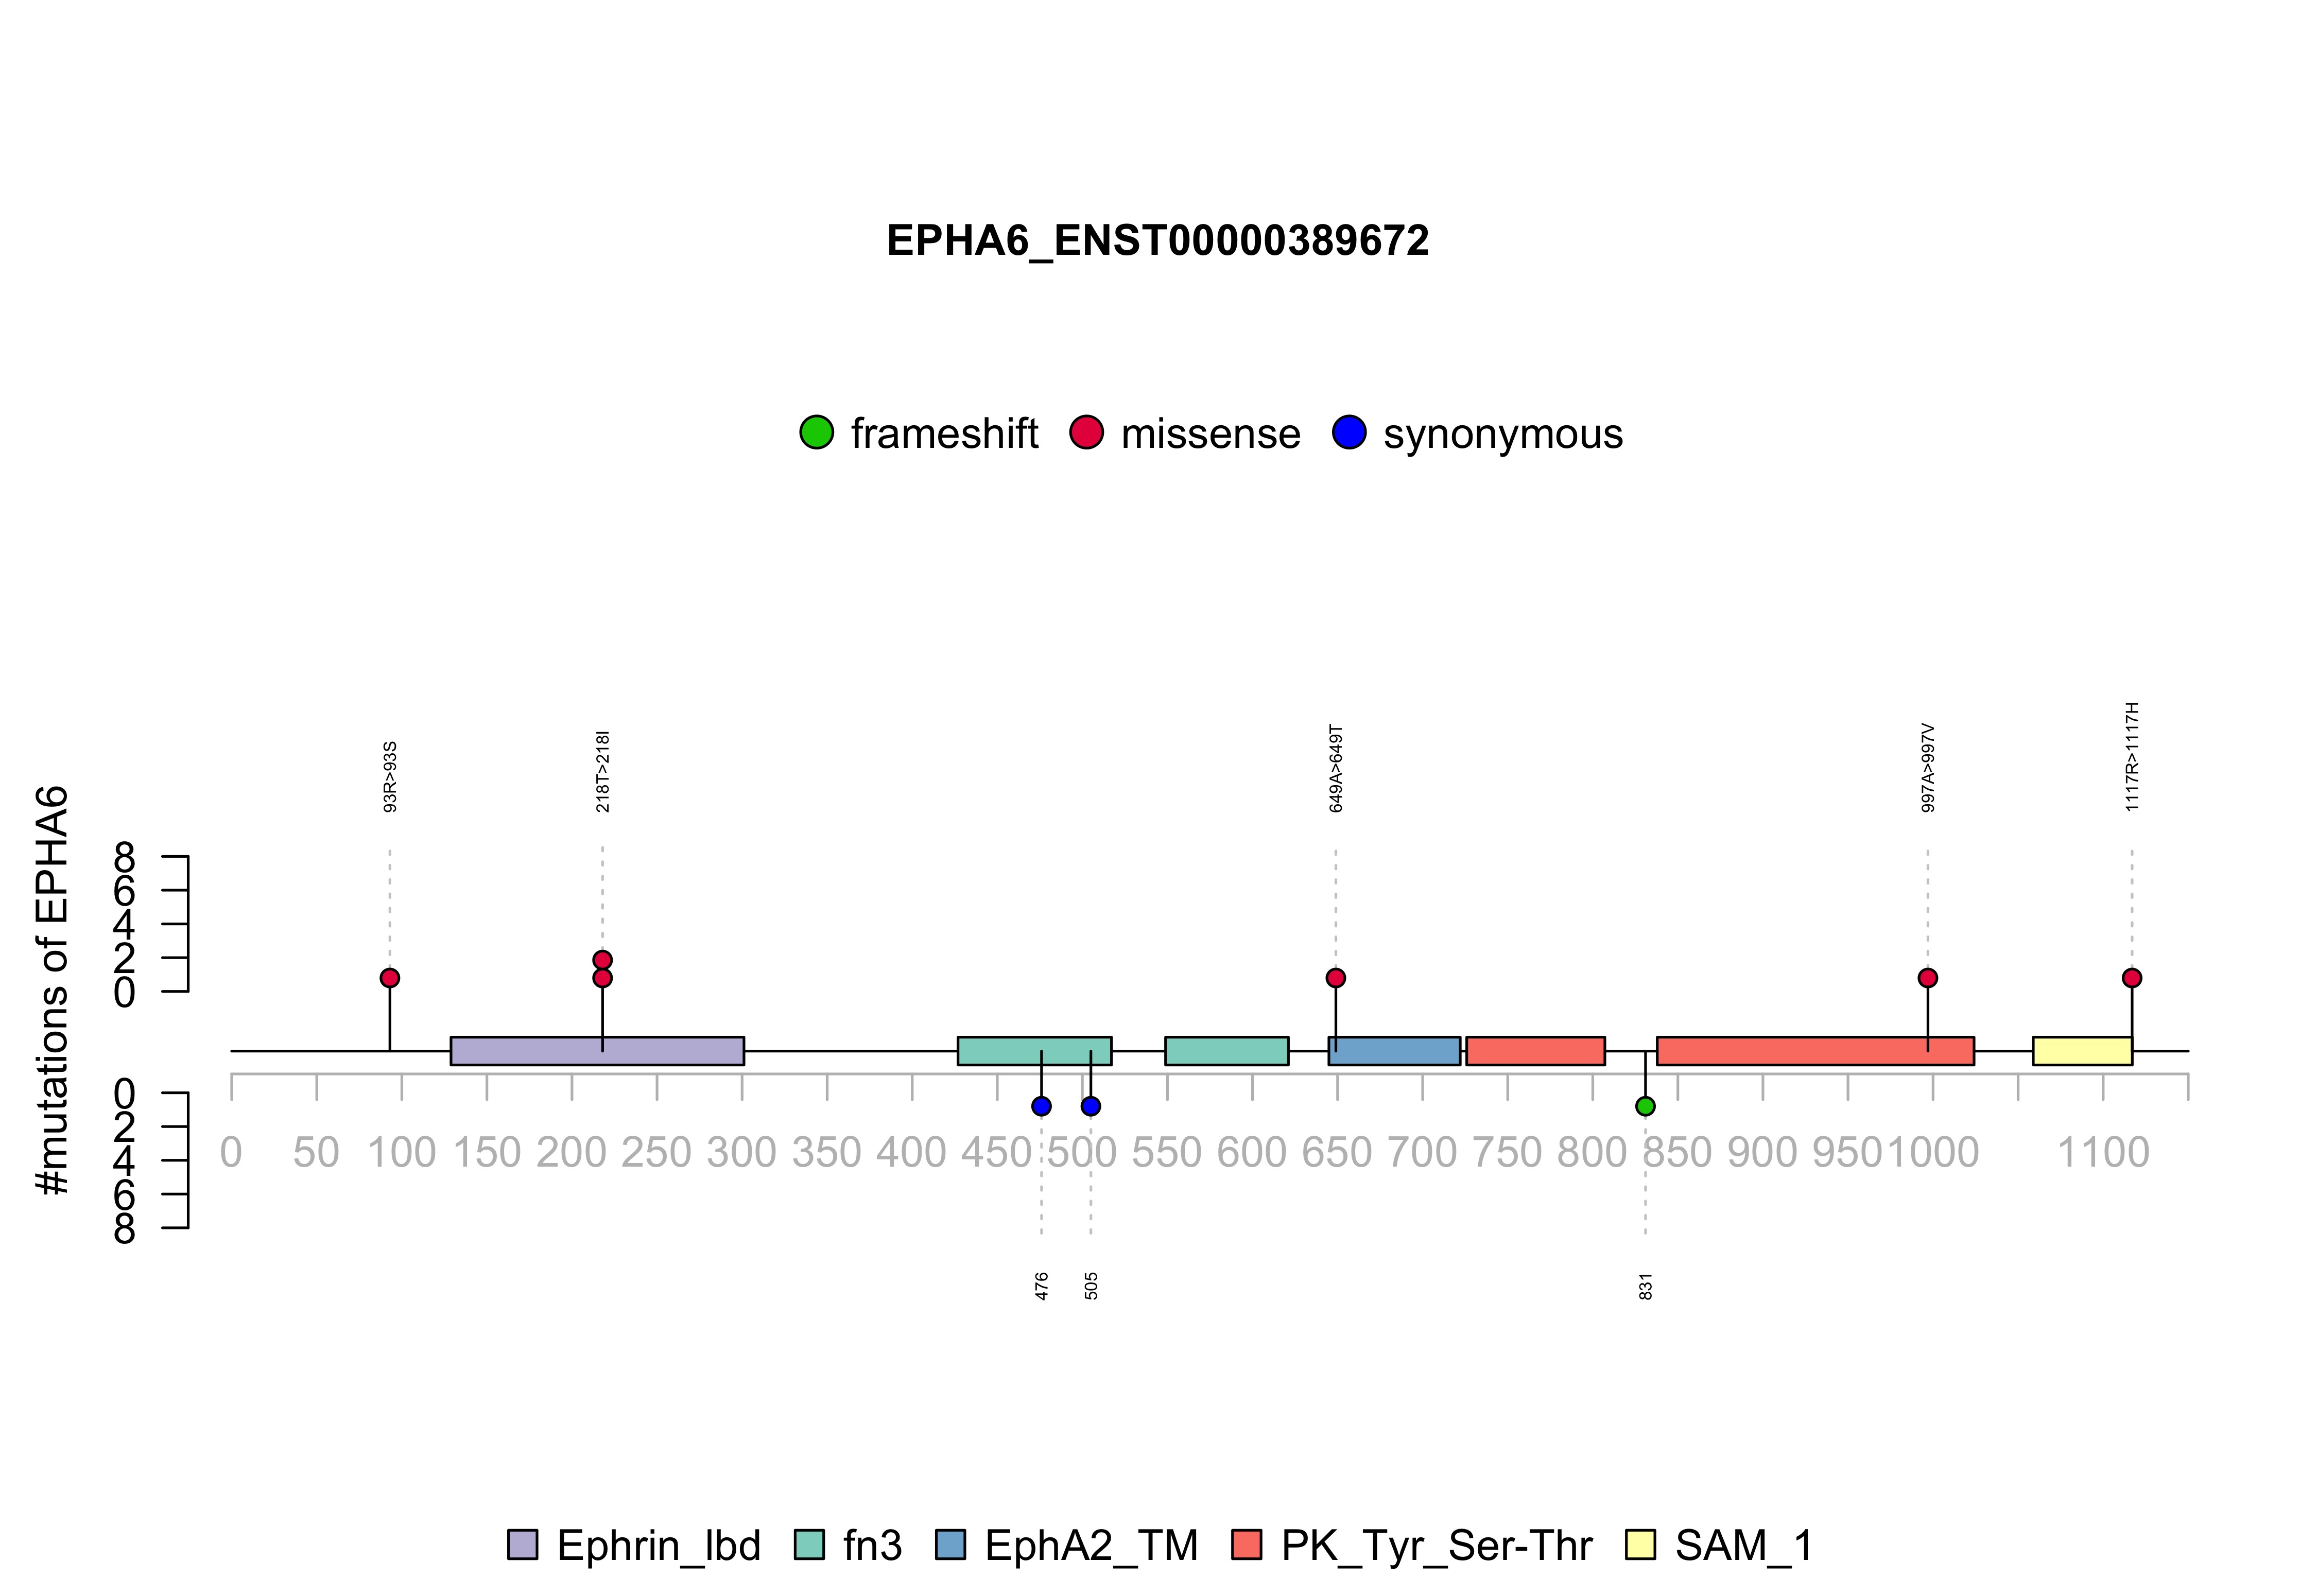 EPHA6_ENST00000389672
frameshift missense synonymous
93R>93S 218T>218I 649A>649T 997A>997V 1117R>1117H
#mutations of EPHA6
8
6
4
2
0
0
2
4
6
8
0 50 100 150 200 250 300 350 400 450 500 550 600 650 700 750 800 850 900 950 1000 1100
476 505 831
Ephrin_lbd fn3 EphA2_TM PK_Tyr_Ser-Thr SAM_1